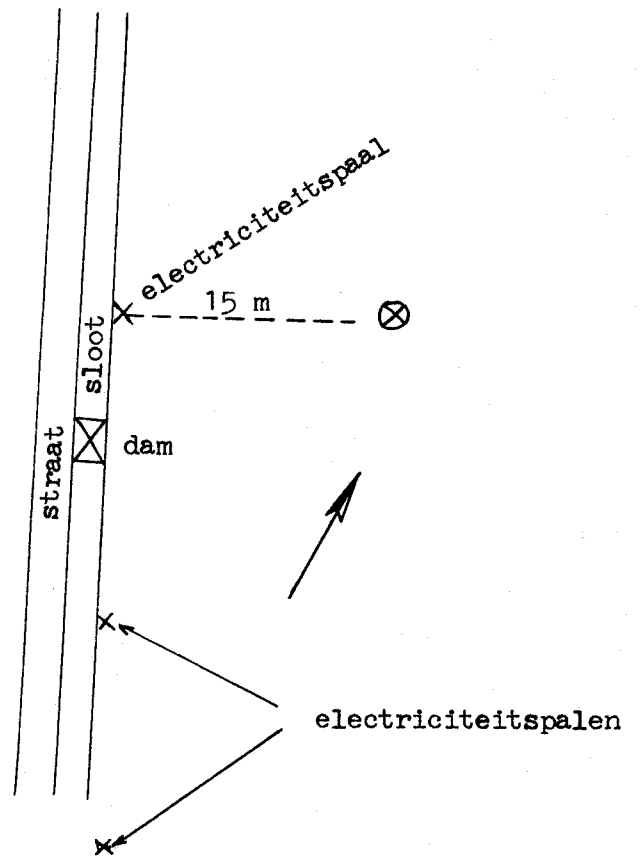 electriciteitspaal
15 m
sloot
straat
dam
electriciteitspalen